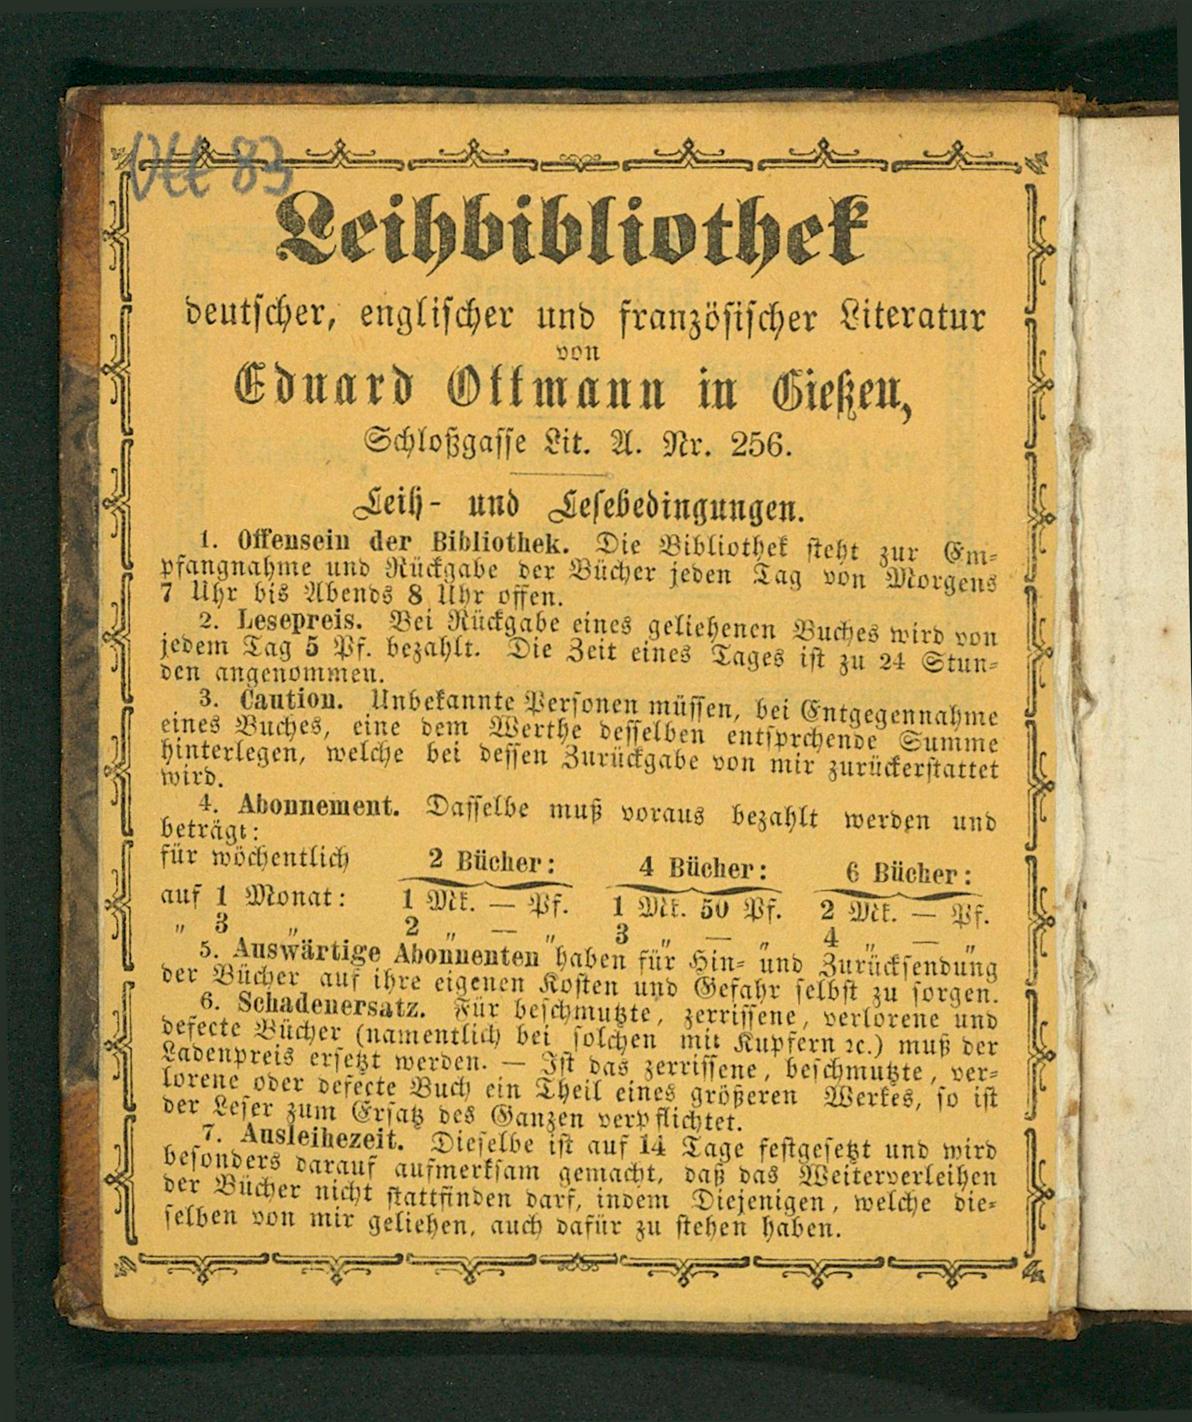 Leihbibliothek
deutscher, englischer und französischer Literatur
von
Eduard Ottmann in Gießen,
Schloßgasse Lit. A. Nr. 256.
Leih- und Lesebedingungen.
1. Offensein der Bibliothek. Die Bibliothek steht zur Em-
pfangnahme und Rückgabe der Bücher jeden Tag von Morgens
7 Uhr bis Abends 8 Uhr offen.
2. Lesepreis. Bei Rückgabe eines geliehenen Buches wird von
jedem Tag 5 Pf. bezahlt. Die Zeit eines Tages ist zu 24 Stun-
den angenommen.
3. Caution. Unbekannte Personen müssen, bei Entgegennahme
eines Buches, eine dem Werthe desselben entsprchende Summe
hinterlegen, welche bei dessen Zurückgabe von mir zurückerstattet
wird.
4. Abonnement. Dasselbe muß voraus bezahlt werden und
beträgt:
für wöchentlich 2 Bücher: 4 Bücher: 6 Bücher:
auf 1 Monat: 1 Mk. — Pf. 1 Mk. 50 Pf. 2 Mk. — Pf.
„ 3 „ 2 „ — „ 3 „ — „ 4 „ — „
5. Auswärtige Abonnenten haben für Hin- und Zurücksendung
der Bücher auf ihre eigenen Kosten und Gefahr selbst zu sorgen.
6. Schadenersatz. Für beschmutzte, zerrissene, verlorene und
defecte Bücher (namentlich bei solchen mit Kupfern ꝛc.) muß der
Ladenpreis ersetzt werden. — Ist das zerrissene, beschmutzte, ver-
lorene oder defecte Buch ein Theil eines größeren Werkes, so ist
der Leser zum Ersatz des Ganzen verpflichtet.
7. Ausleihezeit. Dieselbe ist auf 14 Tage festgesetzt und wird
besonders darauf aufmerksam gemacht, daß das Weiterverleihen
der Bücher nicht stattfinden darf, indem Diejenigen, welche die-
selben von mir geliehen, auch dafür zu stehen haben.